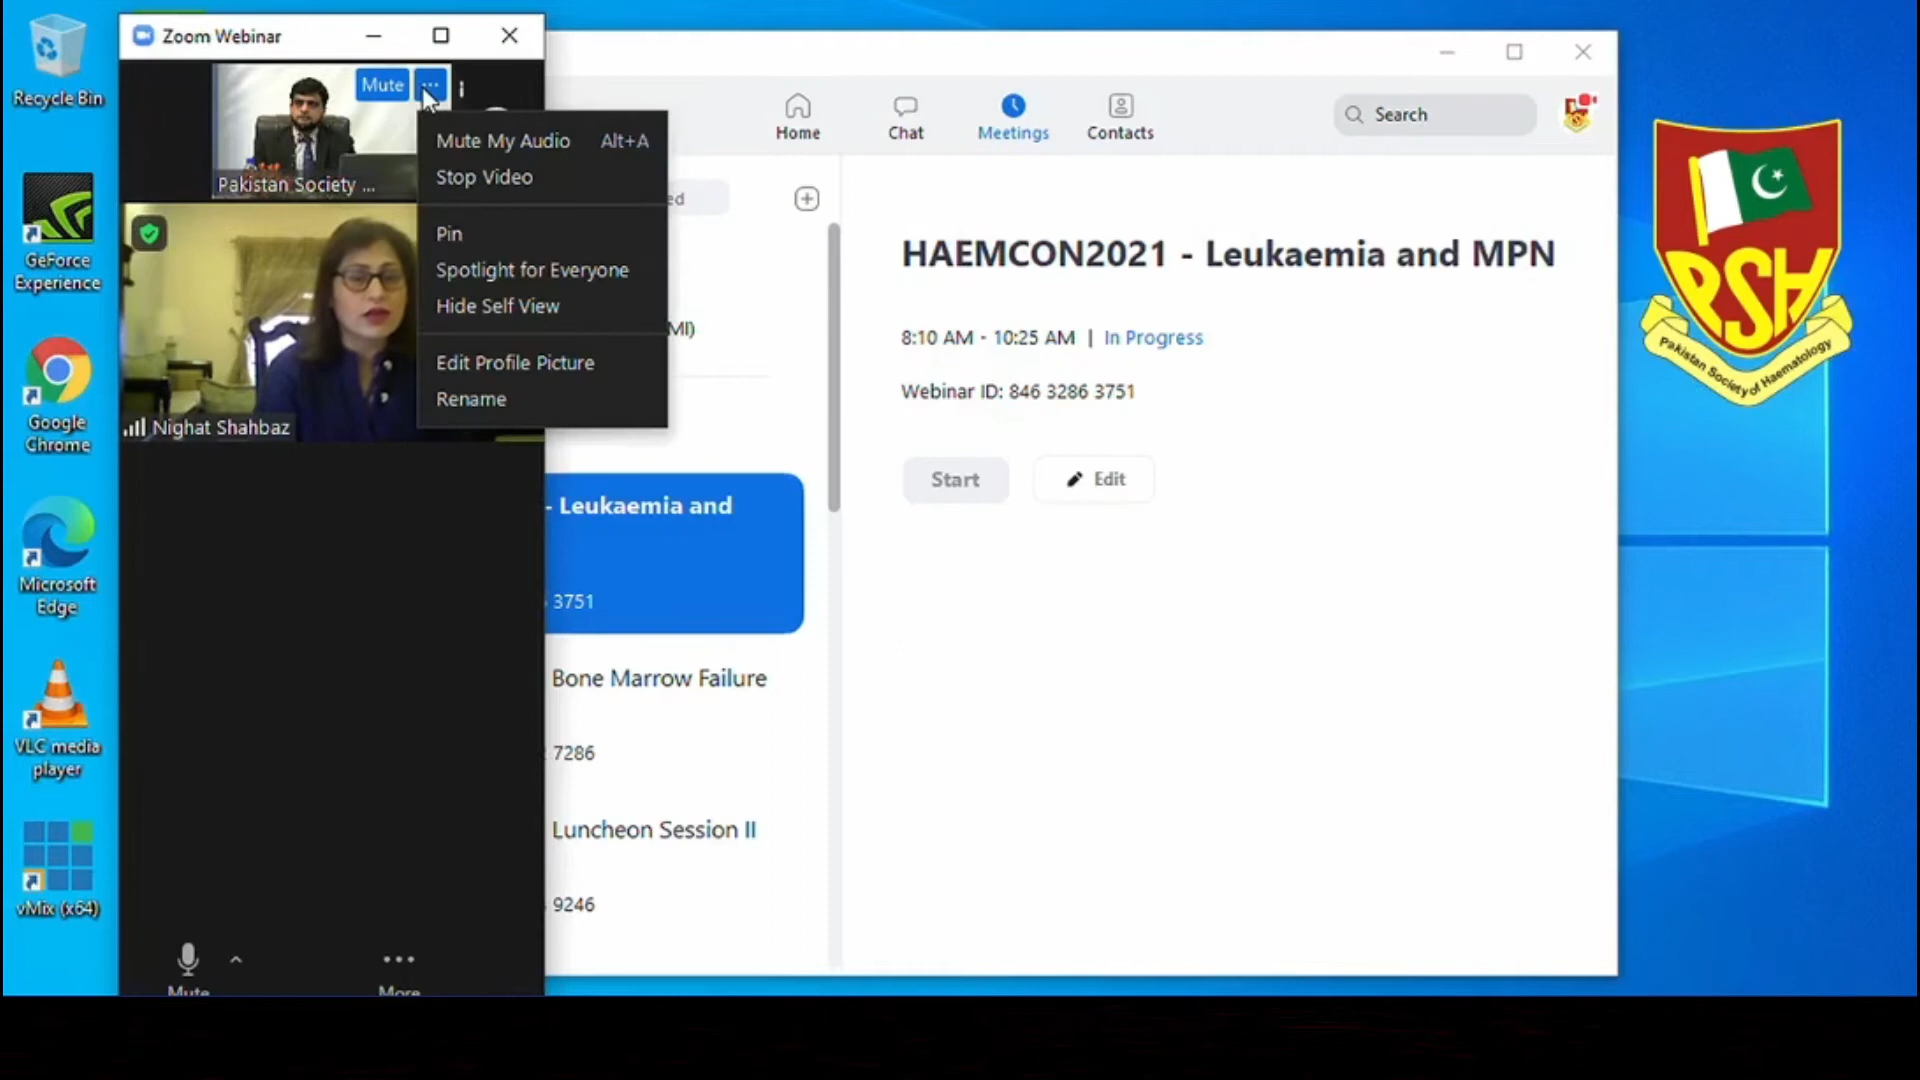 Recycle Bin
GeForce
Experience
Google
Chrome
Microsoft
Edge
VLC media
player
vMix (x64)
Zoom Webinar
Mute
Pakistan Society ...
Nighat Shahbaz
Mute My Audio Alt+A
Stop Video
Pin
Spotlight for Everyone
Hide Self View
Edit Profile Picture
Rename
Mute
More
Home
Chat
Meetings
Contacts
Search
ed
MI)
- Leukaemia and
3751
Bone Marrow Failure
7286
Luncheon Session II
9246
HAEMCON2021 - Leukaemia and MPN
8:10 AM - 10:25 AM | In Progress
Webinar ID: 846 3286 3751
Start
Edit
PSH
Pakistan Society of Haematology